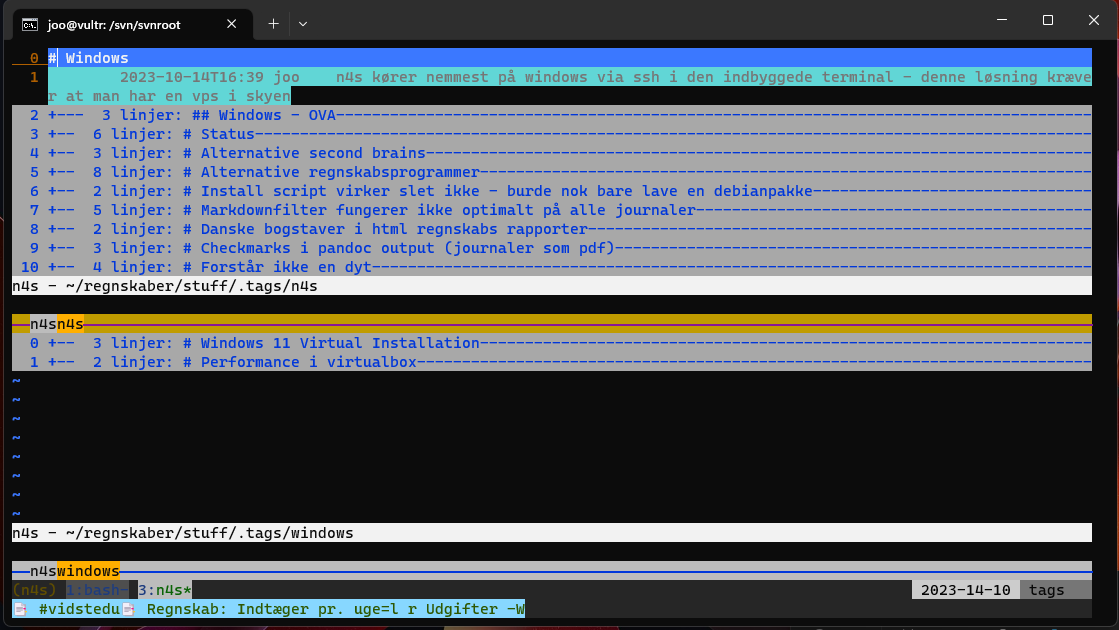 joo@vultr: /svn/svnroot
0 # Windows
1 2023-10-14T16:39 joo n4s kører nemmest på windows via ssh i den indbyggede terminal - denne løsning kræve
r at man har en vps i skyen
2 +--- 3 linjer: ## Windows - OVA
3 +-- 6 linjer: # Status
4 +-- 3 linjer: # Alternative second brains
5 +-- 8 linjer: # Alternative regnskabsprogrammer
6 +-- 2 linjer: # Install script virker slet ikke - burde nok bare lave en debianpakke
7 +-- 5 linjer: # Markdownfilter fungerer ikke optimalt på alle journaler
8 +-- 2 linjer: # Danske bogstaver i html regnskabs rapporter
9 +-- 3 linjer: # Checkmarks i pandoc output (journaler som pdf)
10 +-- 4 linjer: # Forstår ikke en dyt
n4s - ~/regnskaber/stuff/.tags/n4s
n4sn4s
0 +-- 3 linjer: # Windows 11 Virtual Installation
1 +-- 2 linjer: # Performance i virtualbox
~
~
~
~
~
~
~
~
n4s - ~/regnskaber/stuff/.tags/windows
n4swindows
(n4s) 1:bash- 3:n4s* 2023-14-10 tags
#vidstedu Regnskab: Indtæger pr. uge=l r Udgifter -W